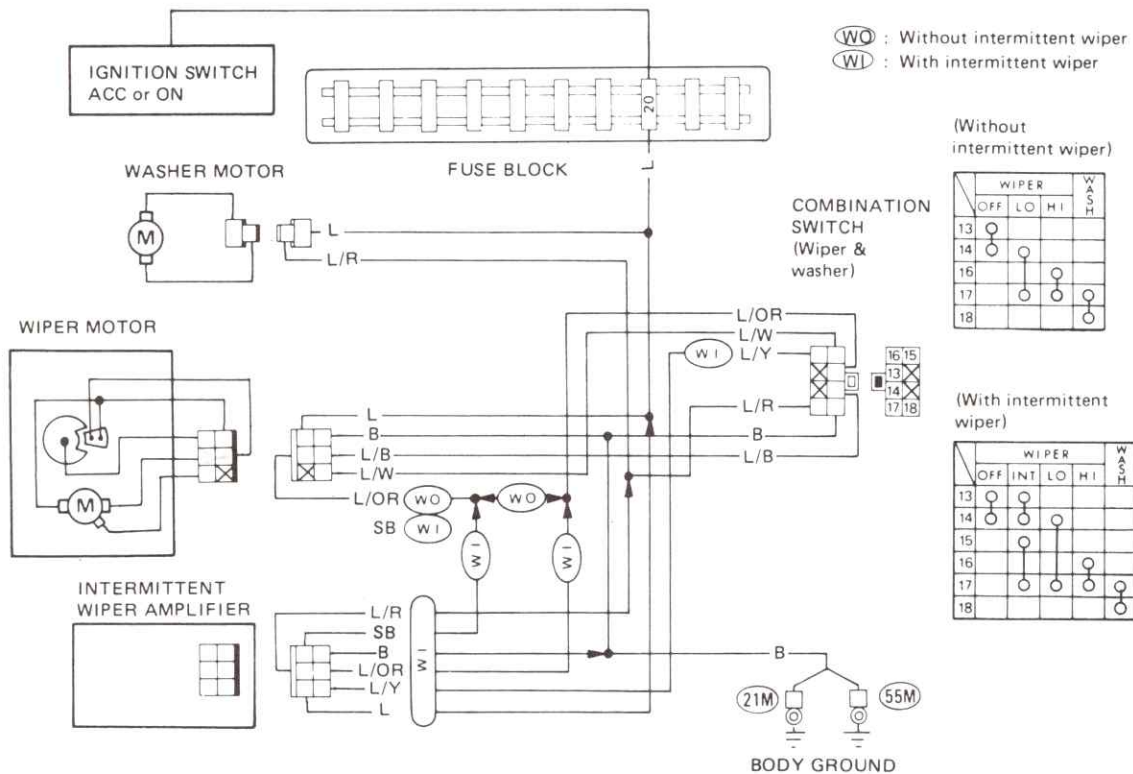 WO : Without intermittent wiper
WI : With intermittent wiper
IGNITION SWITCH
ACC or ON
20
FUSE BLOCK
L
WASHER MOTOR
M
L
L/R
COMBINATION
SWITCH
(Wiper &
washer)
(Without
intermittent wiper)
WIPER WASH
OFF LO HI
13
14
16
17
18
WIPER MOTOR
M
L/OR
L/W
WI L/Y
L/R
B
L/B
16 15
13
14
17 18
L
B
L/B
L/W
L/OR WO WO
SB WI
WI WI
(With intermittent
wiper)
WIPER WASH
OFF INT LO HI
13
14
15
16
17
18
INTERMITTENT
WIPER AMPLIFIER
L/R
SB
B
L/OR
L/Y
L
WI
B
21M 55M
BODY GROUND